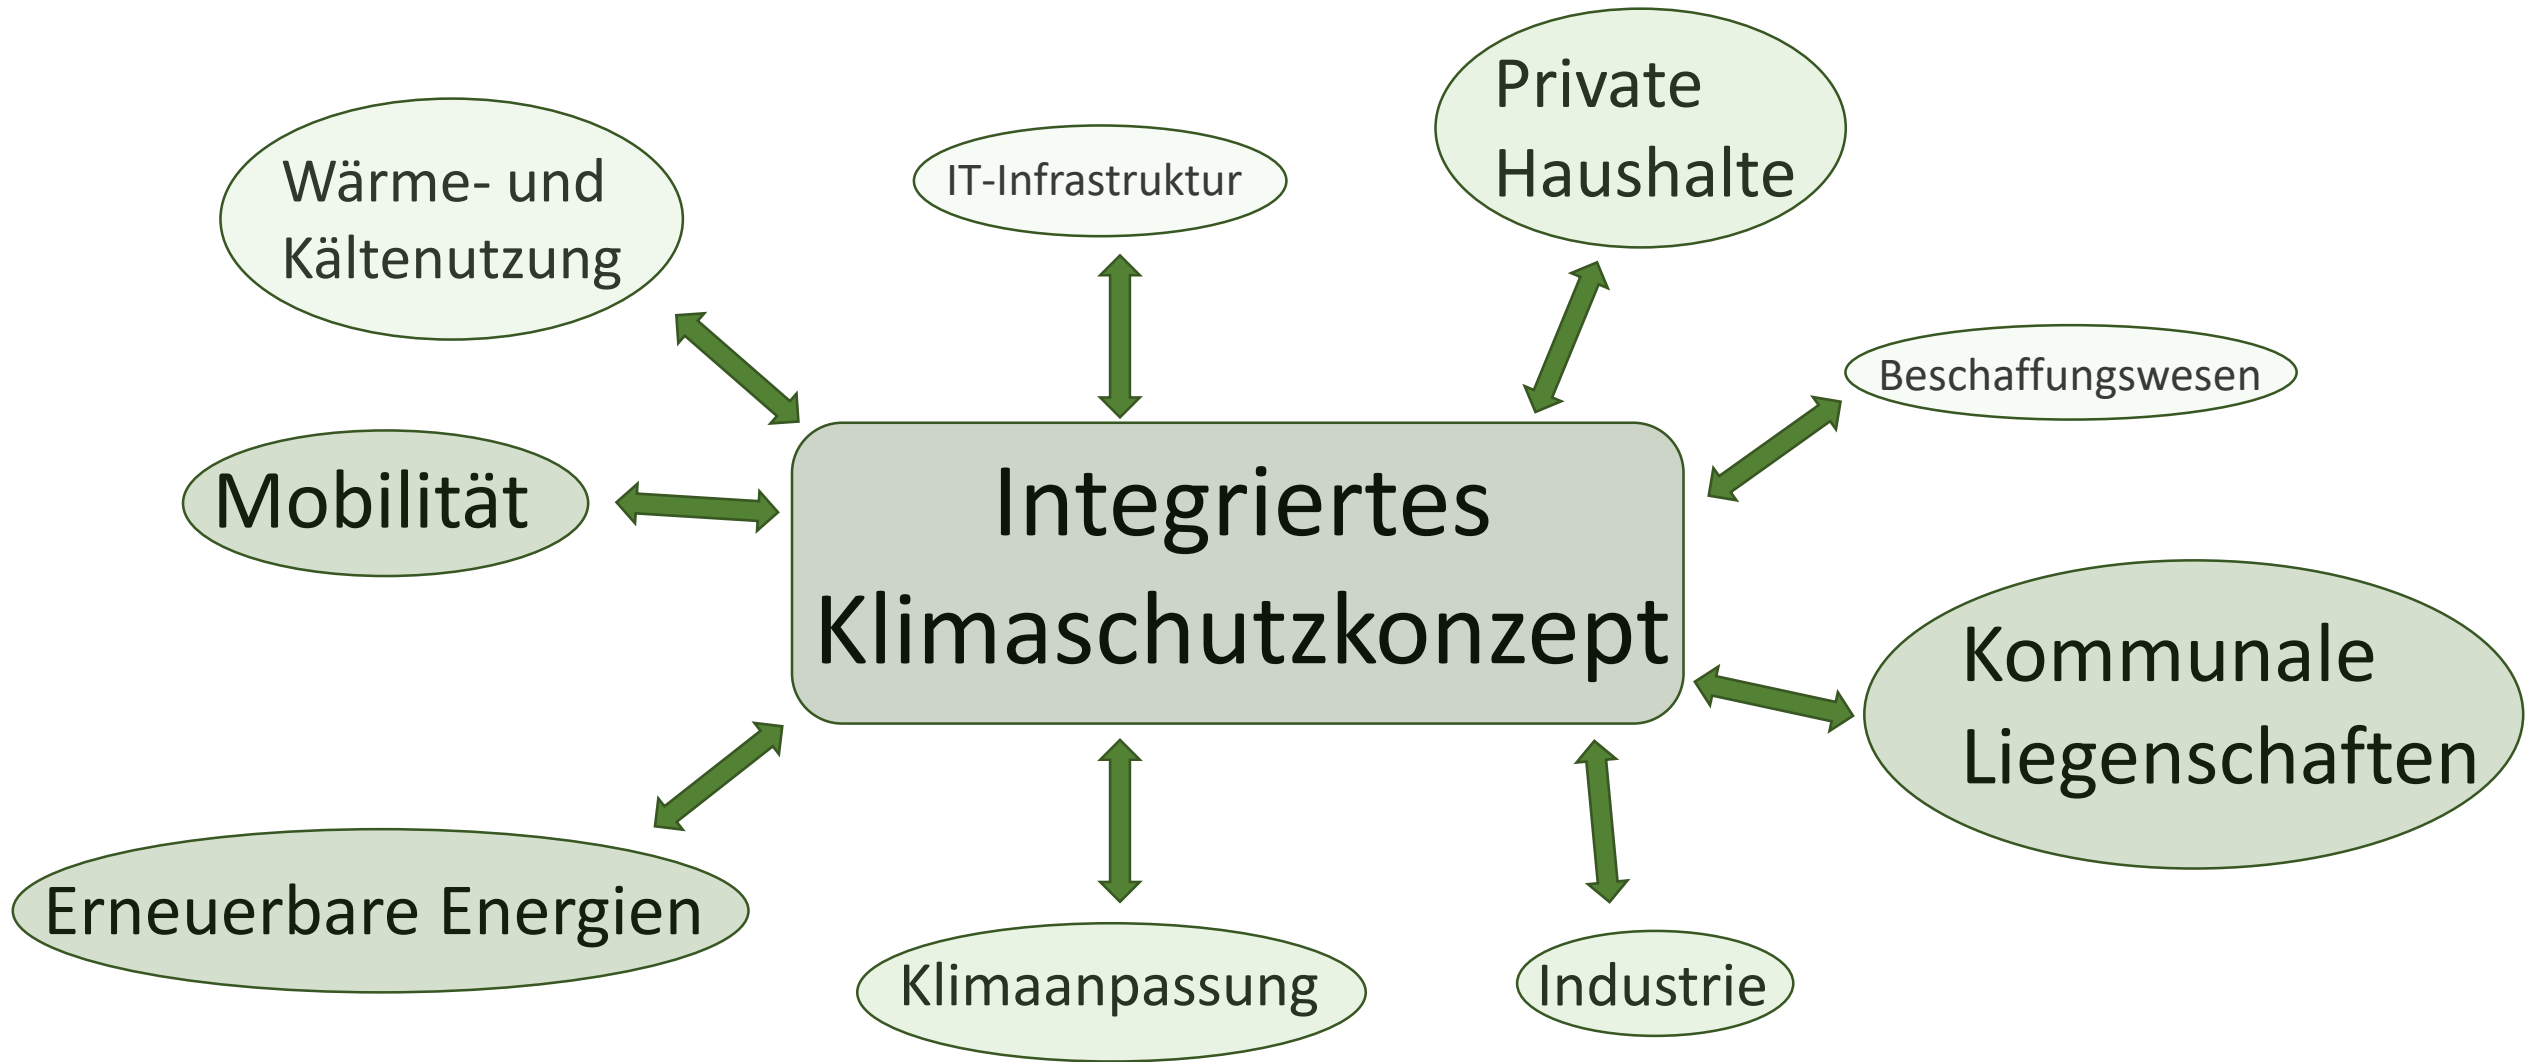 Private
Haushalte
Wärme- und
Kältenutzung
IT-Infrastruktur
Beschaffungswesen
Mobilität
Integriertes
Klimaschutzkonzept
Kommunale
Liegenschaften
Erneuerbare Energien
Klimaanpassung
Industrie